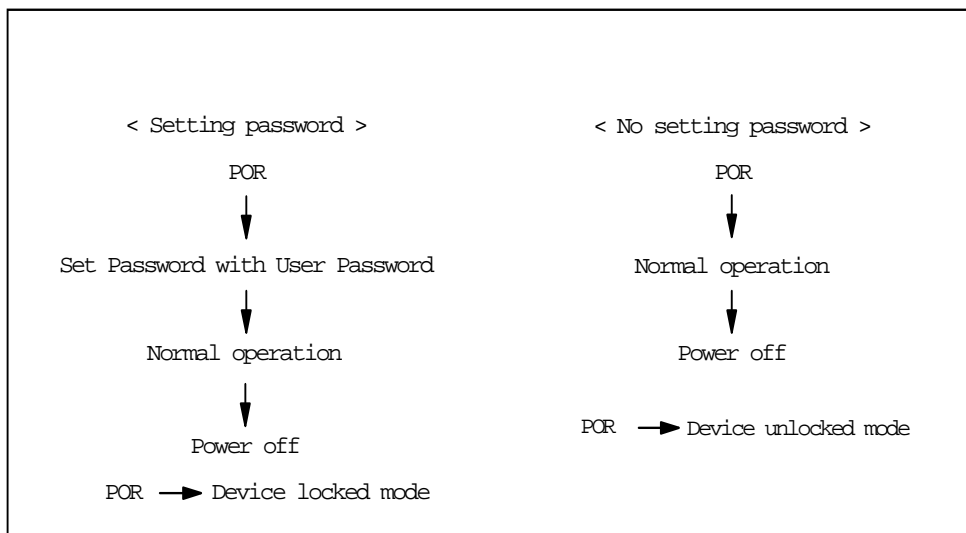 < Setting password >
POR
Set Password with User Password
Normal operation
Power off
POR Device locked mode
< No setting password >
POR
Normal operation
Power off
POR Device unlocked mode